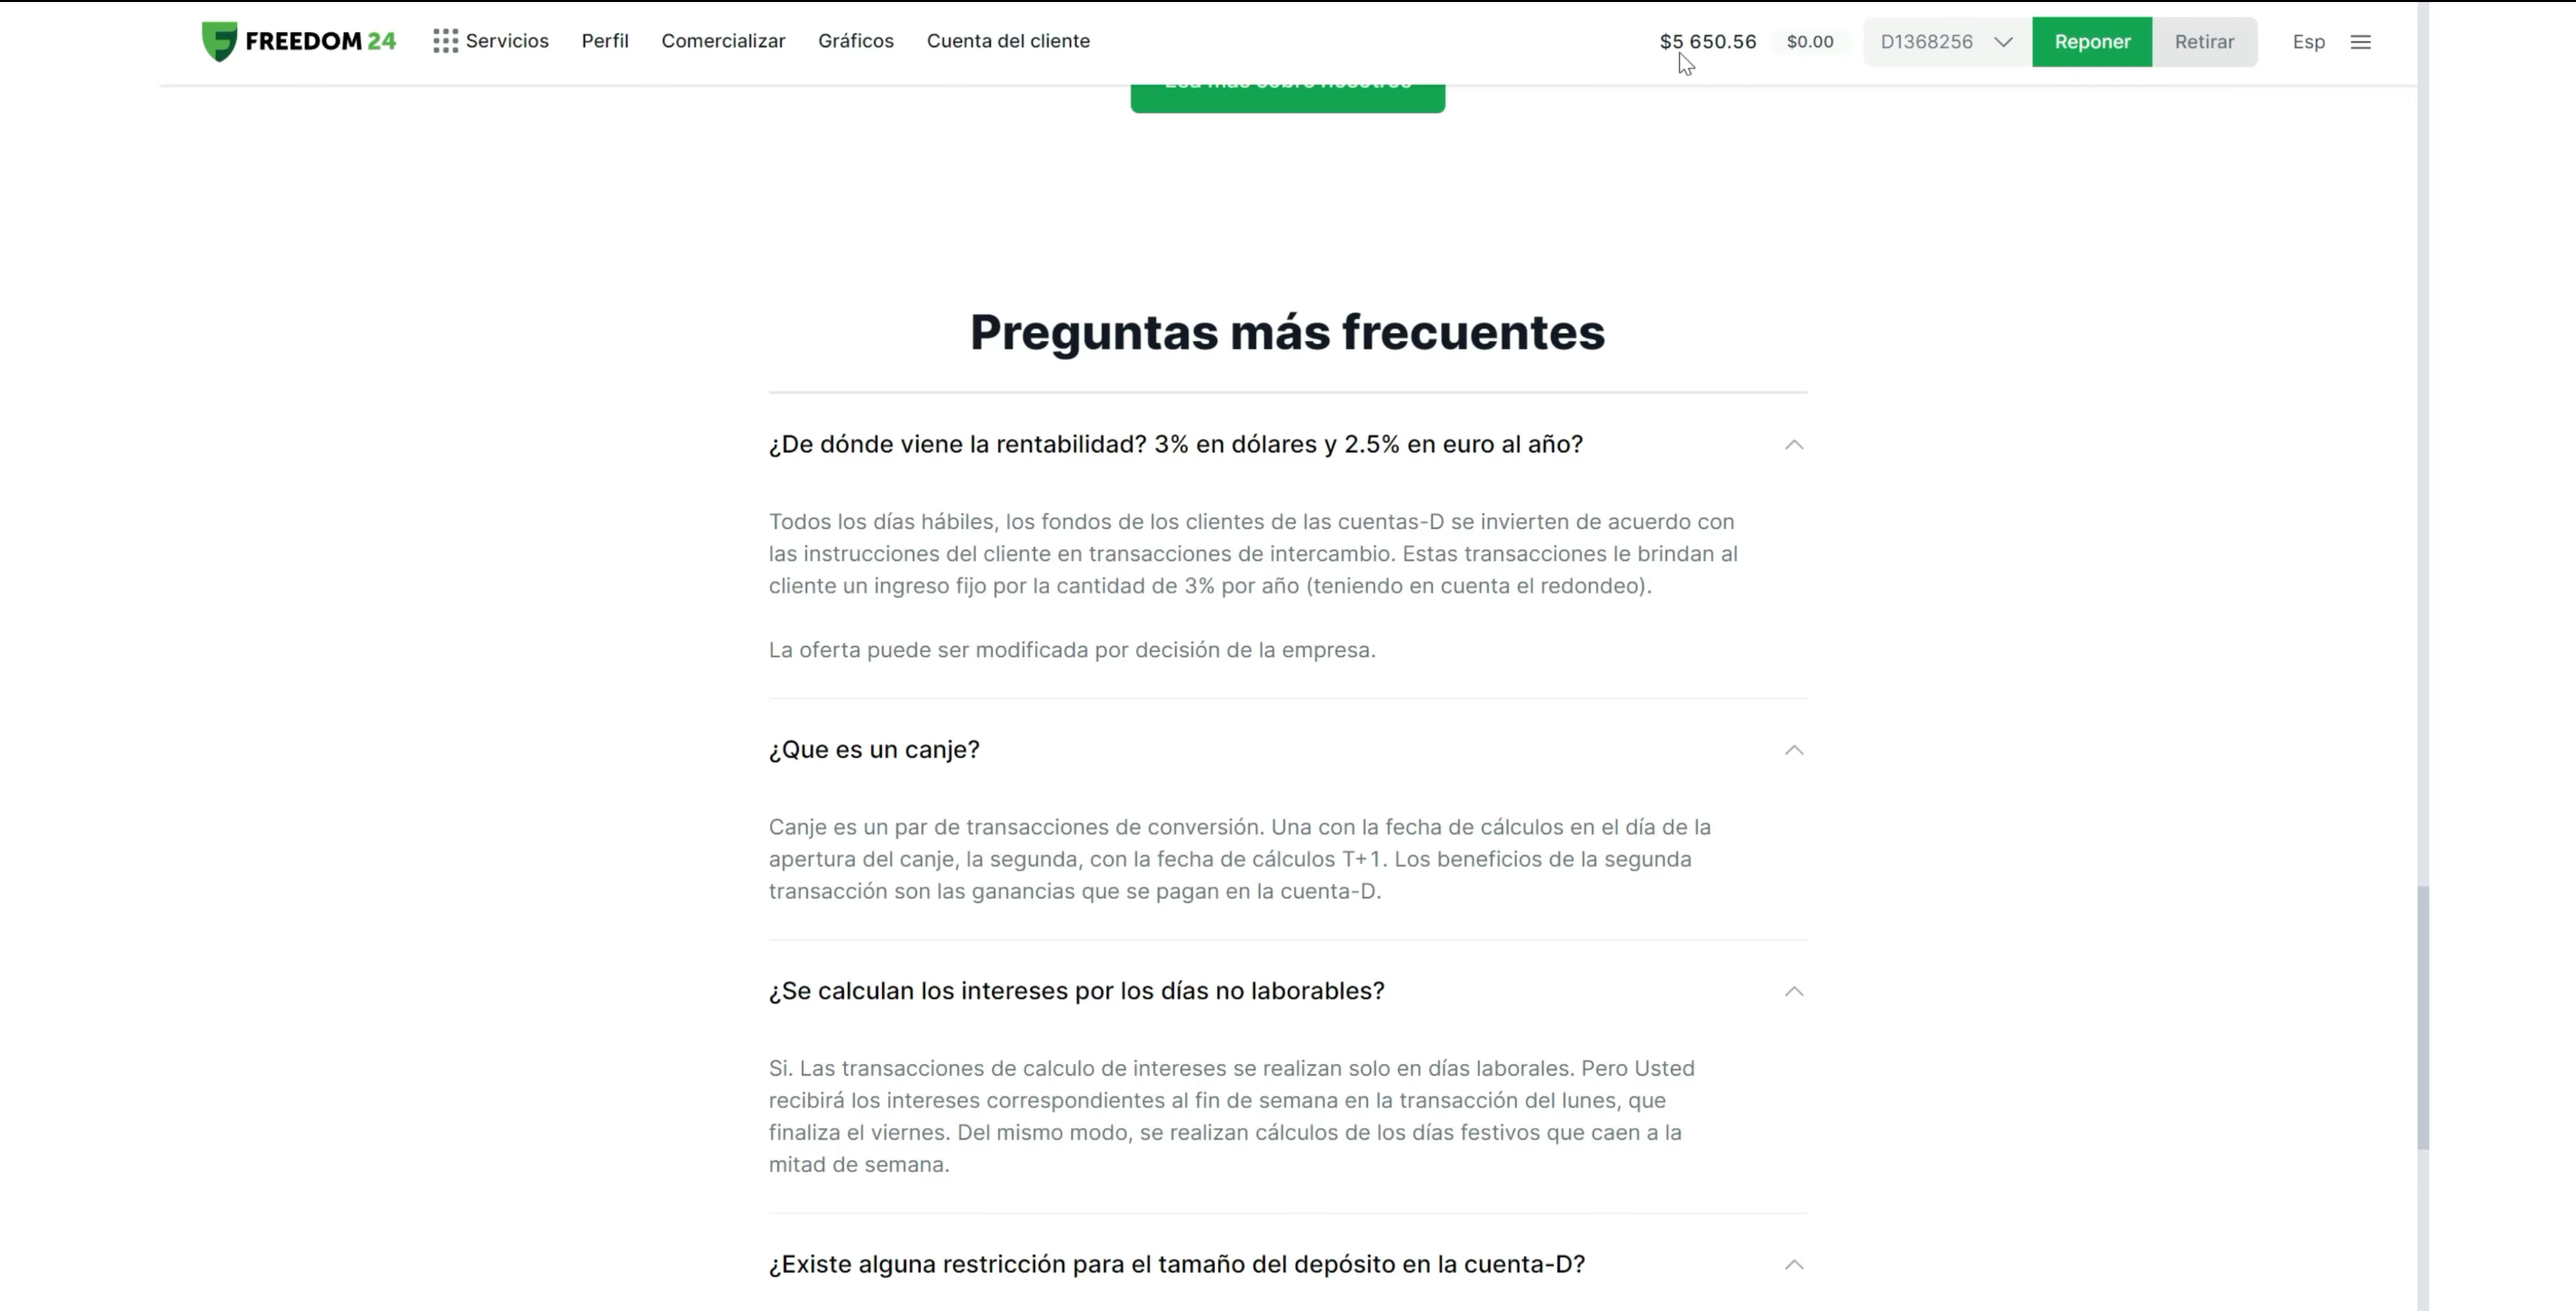 FREEDOM 24 Servicios Perfil Comercializar Gráficos Cuenta del cliente $5 650.56 $0.00 D1368256 Reponer Retirar Esp
Preguntas más frecuentes
¿De dónde viene la rentabilidad? 3% en dólares y 2.5% en euro al año?
Todos los días hábiles, los fondos de los clientes de las cuentas-D se invierten de acuerdo con
las instrucciones del cliente en transacciones de intercambio. Estas transacciones le brindan al
cliente un ingreso fijo por la cantidad de 3% por año (teniendo en cuenta el redondeo).
La oferta puede ser modificada por decisión de la empresa.
¿Que es un canje?
Canje es un par de transacciones de conversión. Una con la fecha de cálculos en el día de la
apertura del canje, la segunda, con la fecha de cálculos T+1. Los beneficios de la segunda
transacción son las ganancias que se pagan en la cuenta-D.
¿Se calculan los intereses por los días no laborables?
Si. Las transacciones de calculo de intereses se realizan solo en días laborales. Pero Usted
recibirá los intereses correspondientes al fin de semana en la transacción del lunes, que
finaliza el viernes. Del mismo modo, se realizan cálculos de los días festivos que caen a la
mitad de semana.
¿Existe alguna restricción para el tamaño del depósito en la cuenta-D?